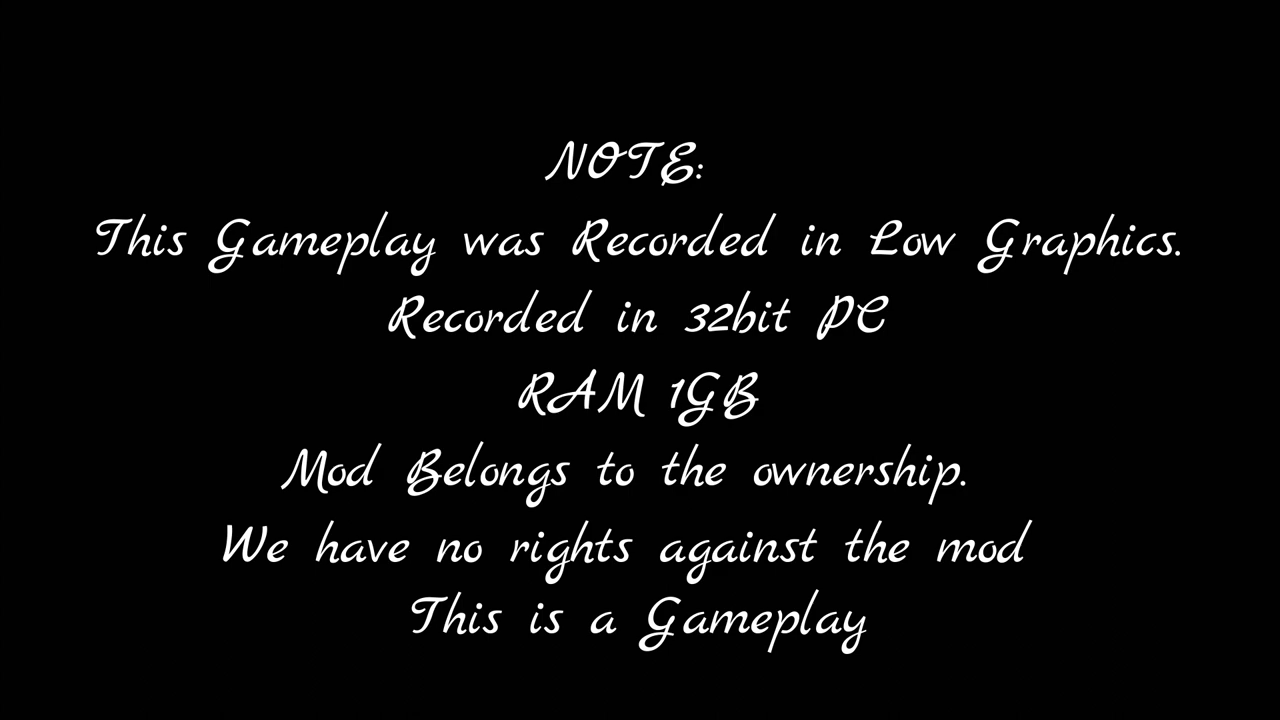 NOTE:
This Gameplay was Recorded in Low Graphics.
Recorded in 32bit PC
RAM 1GB
Mod Belongs to the ownership.
We have no rights against the mod
This is a Gameplay